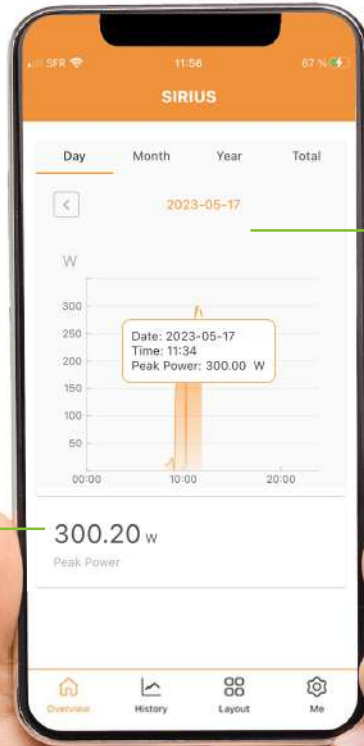 SFR 11:56 67 %
SIRIUS
Day Month Year Total
2023-05-17
W
300
250
200
150
100
50
Date: 2023-05-17
Time: 11:34
Peak Power: 300.00 W
00:00 10:00 20:00
300.20 W
Peak Power
Overview History Layout Me